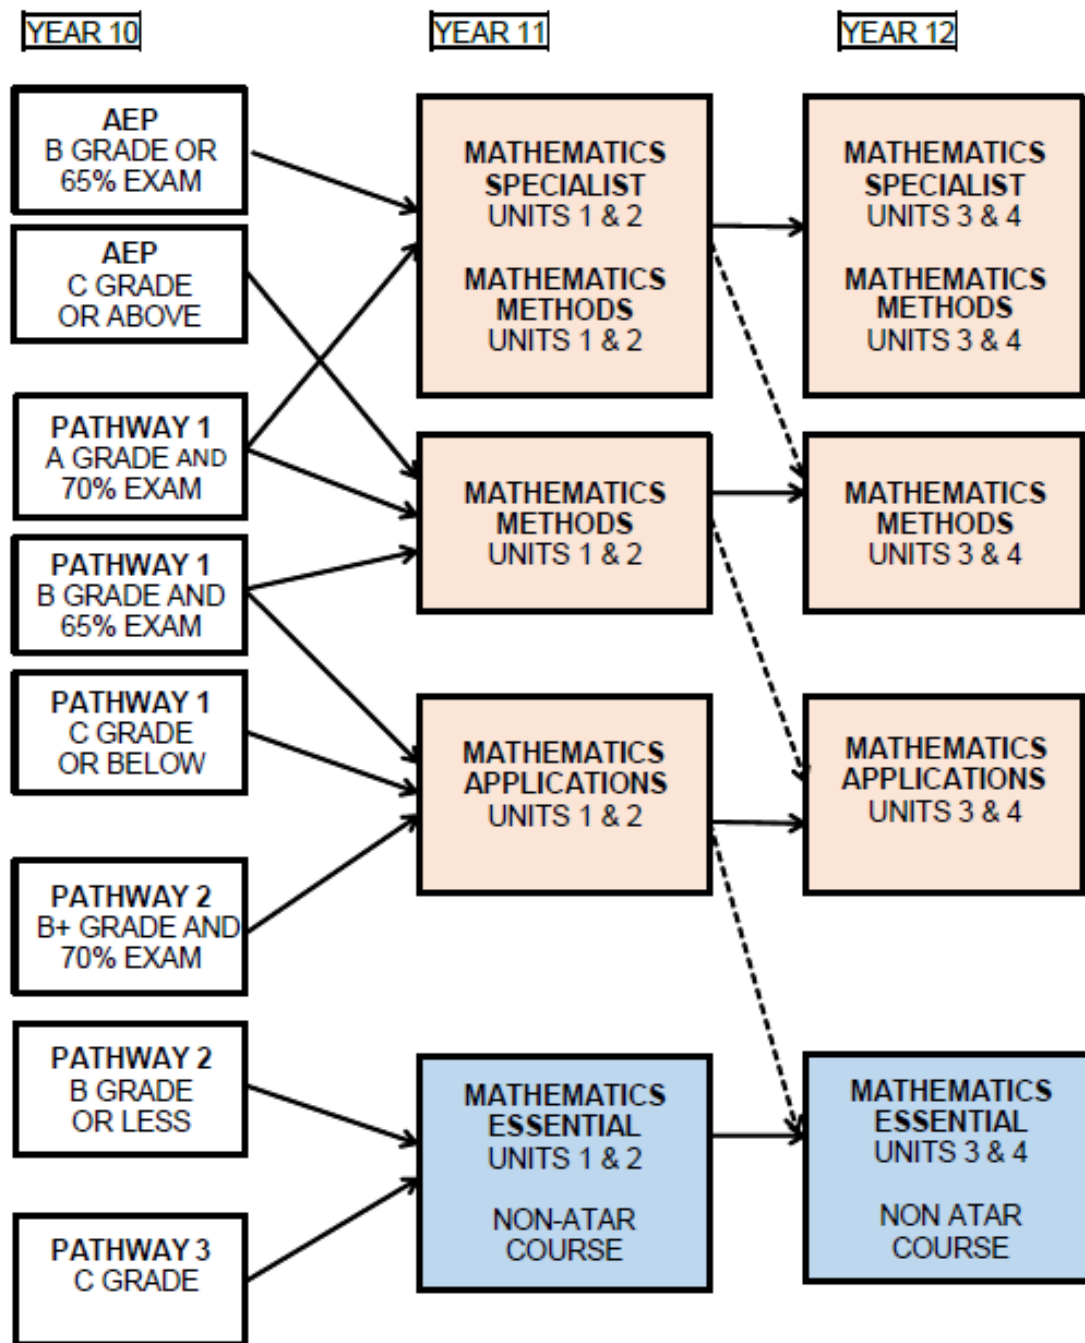 YEAR 10
AEP
B GRADE OR
65% EXAM
AEP
C GRADE
OR ABOVE
PATHWAY 1
A GRADE AND
70% EXAM
PATHWAY 1
B GRADE AND
65% EXAM
PATHWAY 1
C GRADE
OR BELOW
PATHWAY 2
B+ GRADE AND
70% EXAM
PATHWAY 2
B GRADE
OR LESS
PATHWAY 3
C GRADE
YEAR 11
MATHEMATICS
SPECIALIST
UNITS 1 & 2
MATHEMATICS
METHODS
UNITS 1 & 2
MATHEMATICS
METHODS
UNITS 1 & 2
MATHEMATICS
APPLICATIONS
UNITS 1 & 2
MATHEMATICS
ESSENTIAL
UNITS 1 & 2
NON-ATAR
COURSE
YEAR 12
MATHEMATICS
SPECIALIST
UNITS 3 & 4
MATHEMATICS
METHODS
UNITS 3 & 4
MATHEMATICS
METHODS
UNITS 3 & 4
MATHEMATICS
APPLICATIONS
UNITS 3 & 4
MATHEMATICS
ESSENTIAL
UNITS 3 & 4
NON ATAR
COURSE